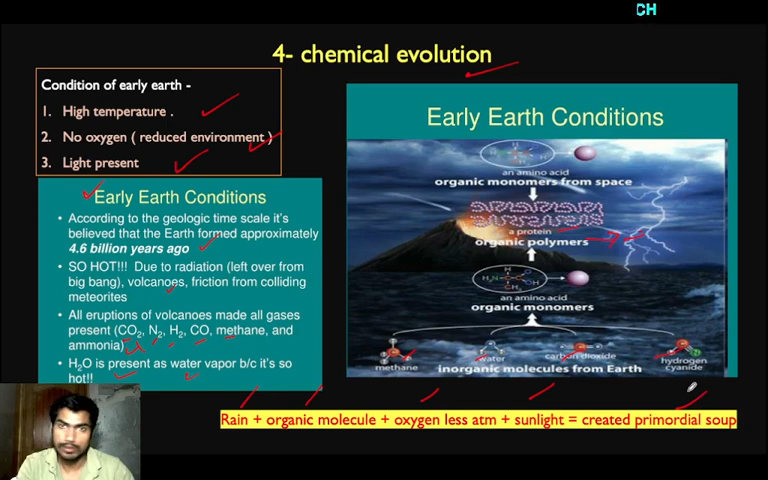 CH
4- chemical evolution
Condition of early earth -
1. High temperature .
2. No oxygen ( reduced environment )
3. Light present
Early Earth Conditions
• According to the geologic time scale it's
believed that the Earth formed approximately
4.6 billion years ago
• SO HOT!!! Due to radiation (left over from
big bang), volcanoes, friction from colliding
meteorites
• All eruptions of volcanoes made all gases
present (CO2, N2, H2, CO, methane, and
ammonia)
• H2O is present as water vapor b/c it's so
hot!!
Early Earth Conditions
an amino acid
organic monomers from space
a protein
organic polymers
an amino acid
organic monomers
methane
water
carbon dioxide
hydrogen
cyanide
inorganic molecules from Earth
Rain + organic molecule + oxygen less atm + sunlight = created primordial soup